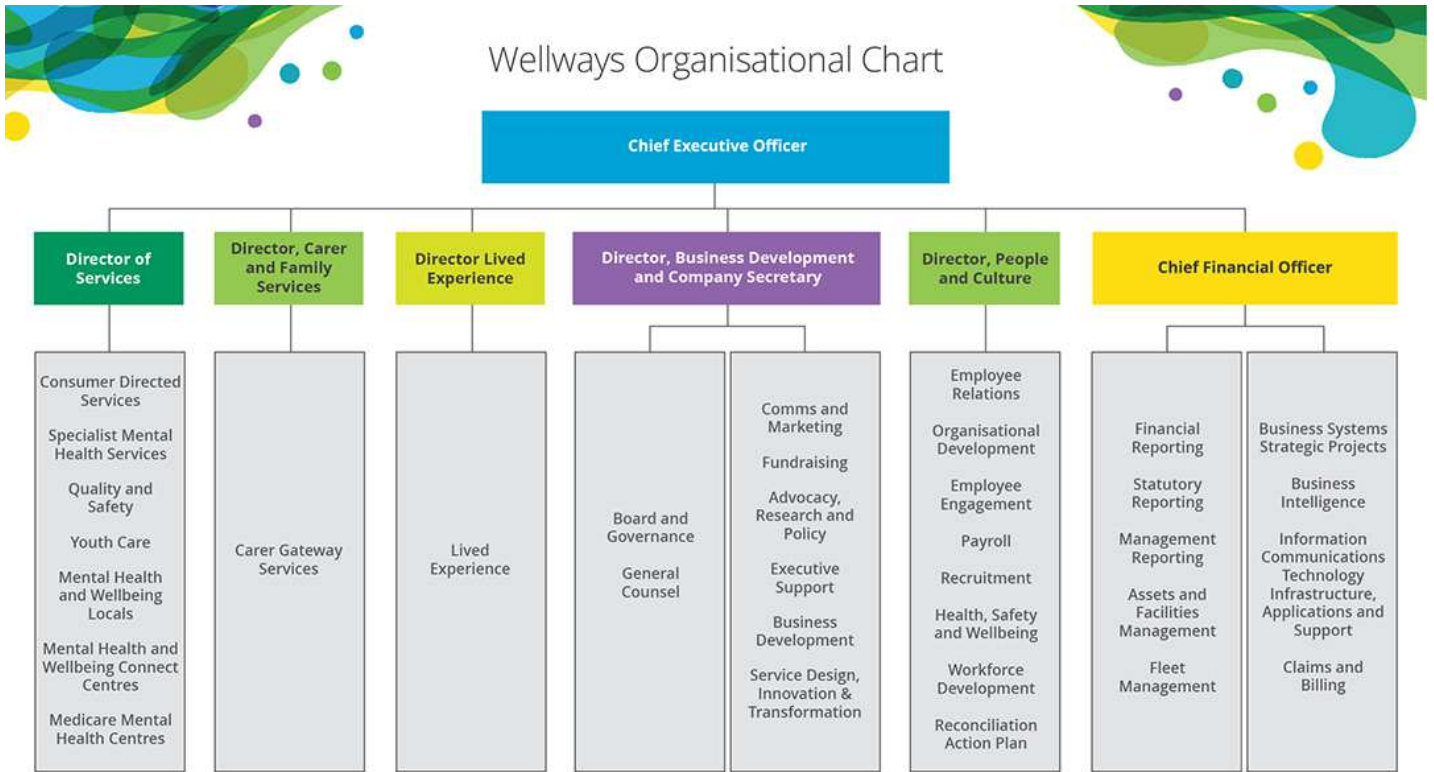 Wellways Organisational Chart
Chief Executive Officer
Director of
Services
Director, Carer
and Family
Services
Director Lived
Experience
Director, Business Development
and Company Secretary
Director, People
and Culture
Chief Financial Officer
Consumer Directed
Services
Specialist Mental
Health Services
Quality and
Safety
Youth Care
Mental Health
and Wellbeing
Locals
Mental Health and
Wellbeing Connect
Centres
Medicare Mental
Health Centres
Carer Gateway
Services
Lived
Experience
Board and
Governance
General
Counsel
Comms and
Marketing
Fundraising
Advocacy,
Research and
Policy
Executive
Support
Business
Development
Service Design,
Innovation &
Transformation
Employee
Relations
Organisational
Development
Employee
Engagement
Payroll
Recruitment
Health, Safety
and Wellbeing
Workforce
Development
Reconciliation
Action Plan
Financial
Reporting
Statutory
Reporting
Management
Reporting
Assets and
Facilities
Management
Fleet
Management
Business Systems
Strategic Projects
Business
Intelligence
Information
Communications
Technology
Infrastructure,
Applications and
Support
Claims and
Billing